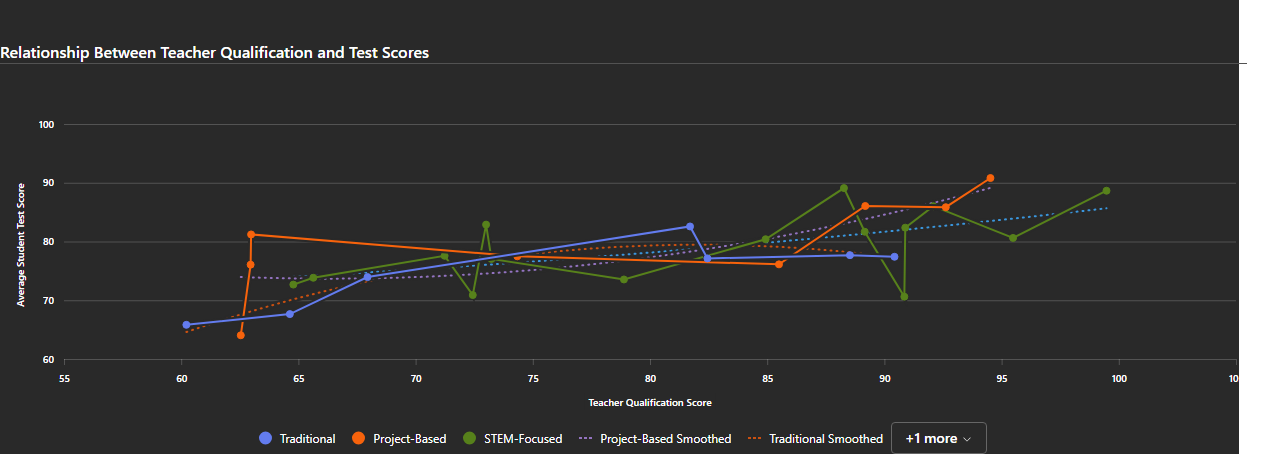 Relationship Between Teacher Qualification and Test Scores
100
90
80
70
60
Average Student Test Score
55 60 65 70 75 80 85 90 95 100 10
Teacher Qualification Score
Traditional Project-Based STEM-Focused Project-Based Smoothed Traditional Smoothed +1 more